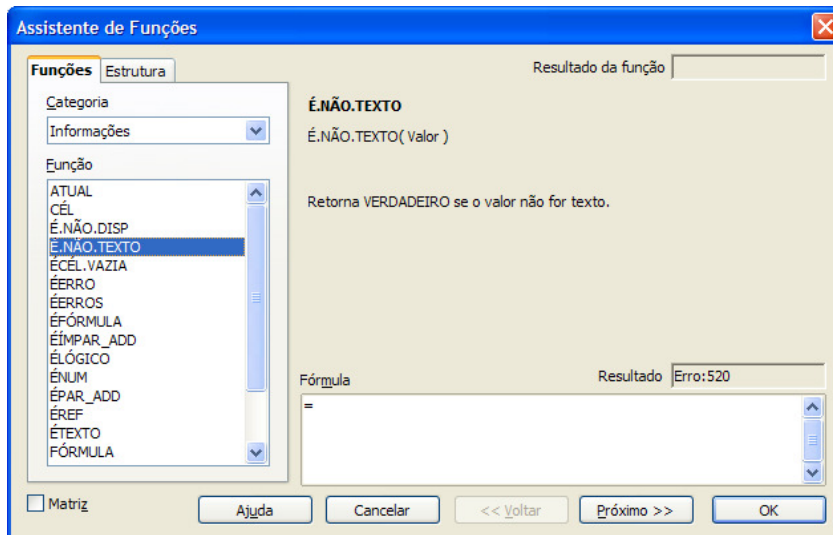 Assistente de Funções
Funções Estrutura
Resultado da função
Categoria
Informações
Função
ATUAL
CÉL
É.NÃO.DISP
É.NÃO.TEXTO
ÉCÉL.VAZIA
ÉERRO
ÉERROS
ÉFÓRMULA
ÉÍMPAR_ADD
ÉLÓGICO
ÉNUM
ÉPAR_ADD
ÉREF
ÉTEXTO
FÓRMULA
É.NÃO.TEXTO
É.NÃO.TEXTO( Valor )
Retorna VERDADEIRO se o valor não for texto.
Fórmula
Resultado Erro:520
=
Matriz
Ajuda
Cancelar
<< Voltar
Próximo >>
OK